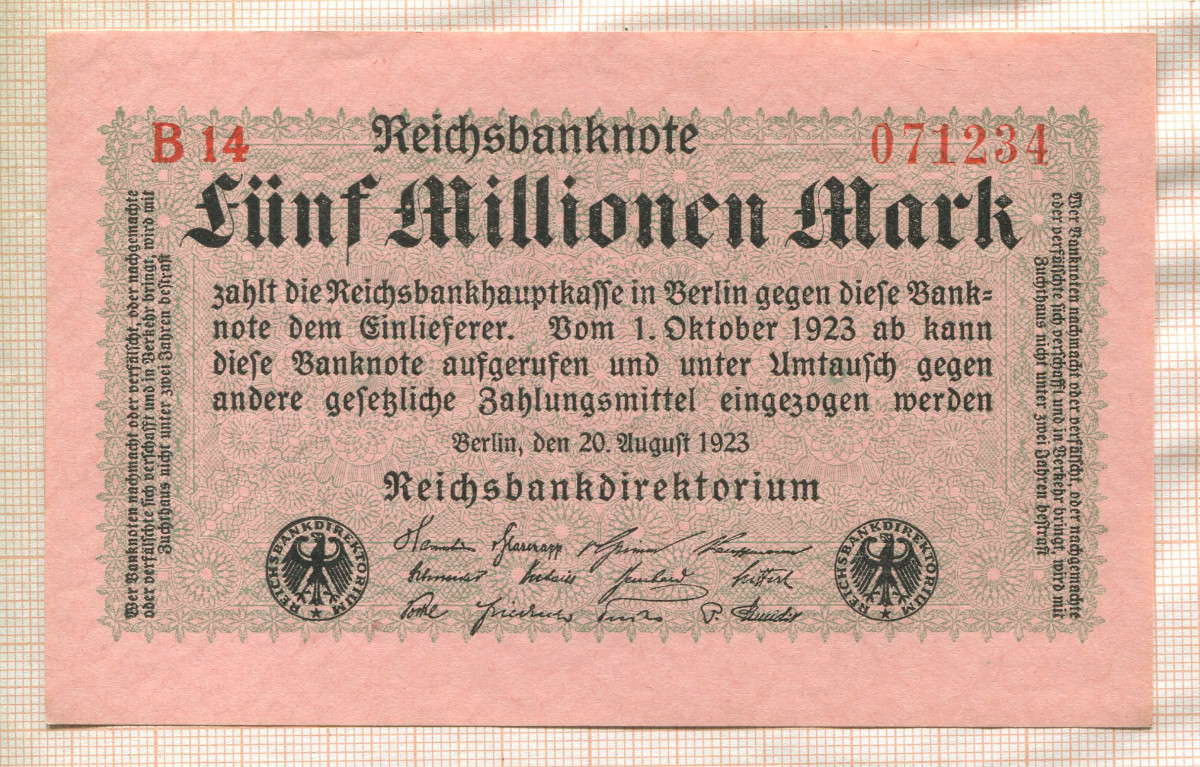 B 14
Reichsbanknote
071234
Fünf Millionen Mark
zahlt die Reichsbankhauptkasse in Berlin gegen diese Bank=
note dem Einlieferer. Vom 1. Oktober 1923 ab kann
diese Banknote aufgerufen und unter Umtausch gegen
andere gesetzliche Zahlungsmittel eingezogen werden
Berlin, den 20. August 1923
Reichsbankdirektorium
Wer Banknoten nachmacht oder verfälscht, oder nachgemachte
oder verfälschte sich verschafft und in Verkehr bringt, wird mit
Zuchthaus nicht unter zwei Jahren bestraft
Wer Banknoten nachmacht oder verfälscht, oder nachgemachte
oder verfälschte sich verschafft und in Verkehr bringt, wird mit
Zuchthaus nicht unter zwei Jahren bestraft
REICHSBANKDIREKTORIUM
v Grimm Kauffmann
P. Schneider
REICHSBANKDIREKTORIUM